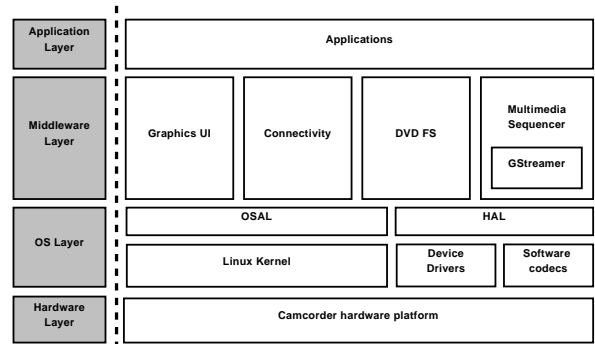 Application
Layer
Applications
Middleware
Layer
Graphics UI
Connectivity
DVD FS
Multimedia
Sequencer
GStreamer
OS Layer
OSAL
HAL
Linux Kernel
Device
Drivers
Software
codecs
Hardware
Layer
Camcorder hardware platform